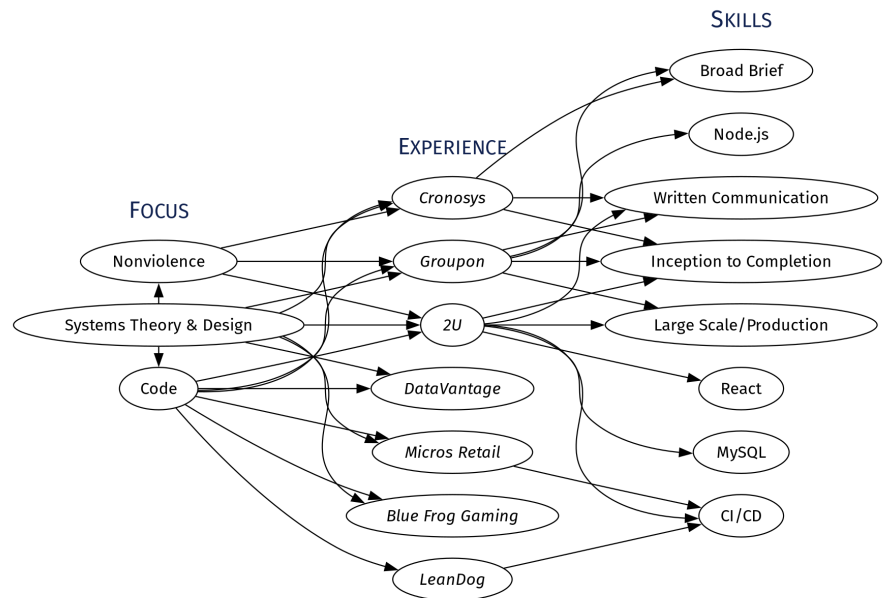 FOCUS
Nonviolence
Systems Theory & Design
Code
EXPERIENCE
Cronosys
Groupon
2U
DataVantage
Micros Retail
Blue Frog Gaming
LeanDog
SKILLS
Broad Brief
Node.js
Written Communication
Inception to Completion
Large Scale/Production
React
MySQL
CI/CD